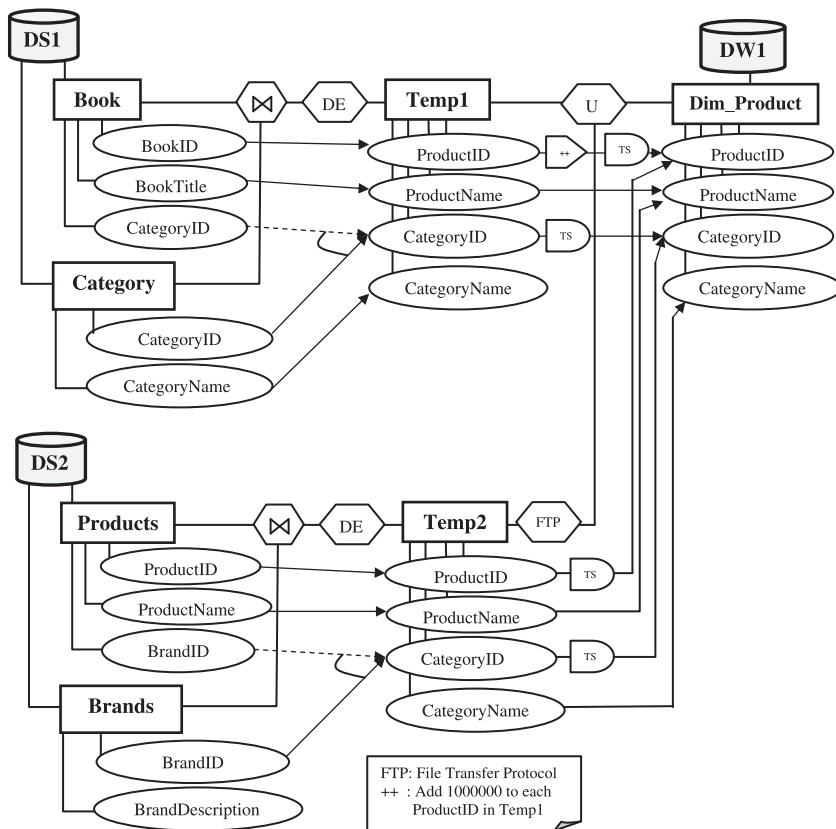 DS1
DW1
Book
⋈
DE
Temp1
U
Dim_Product
BookID
ProductID
++
TS
ProductID
BookTitle
ProductName
ProductName
CategoryID
CategoryID
TS
CategoryID
Category
CategoryName
CategoryName
CategoryID
CategoryName
DS2
Products
⋈
DE
Temp2
FTP
ProductID
ProductID
TS
ProductName
ProductName
BrandID
CategoryID
TS
Brands
CategoryName
BrandID
BrandDescription
FTP: File Transfer Protocol
++ : Add 1000000 to each
ProductID in Temp1